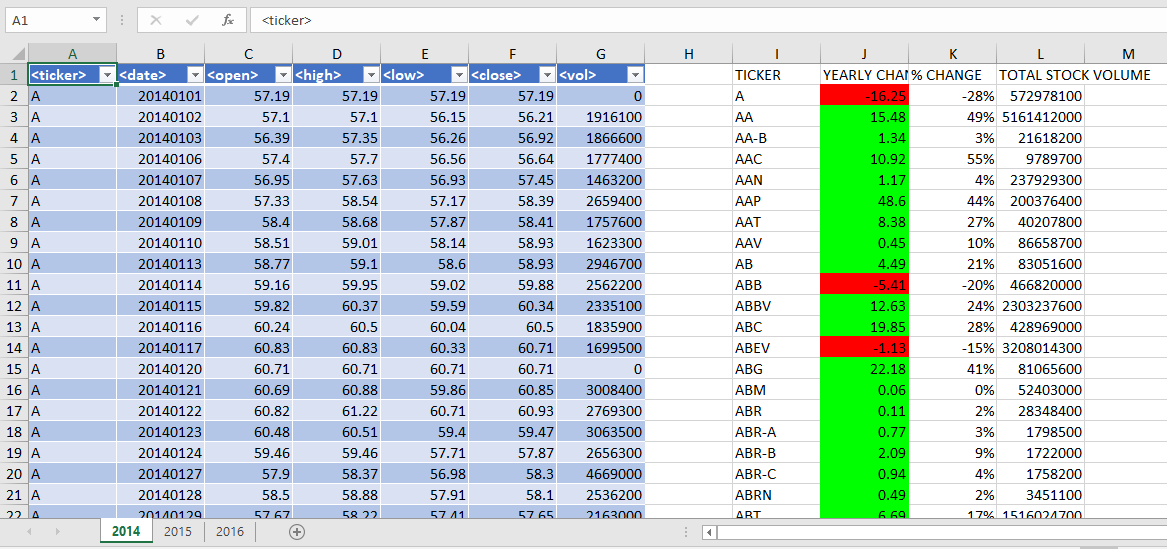 A1 fx <ticker>
A B C D E F G H I J K L M
1 <ticker> <date> <open> <high> <low> <close> <vol> TICKER YEARLY CHAN % CHANGE TOTAL STOCK VOLUME
2 A 20140101 57.19 57.19 57.19 57.19 0 A -16.25 -28% 572978100
3 A 20140102 57.1 57.1 56.15 56.21 1916100 AA 15.48 49% 5161412000
4 A 20140103 56.39 57.35 56.26 56.92 1866600 AA-B 1.34 3% 21618200
5 A 20140106 57.4 57.7 56.56 56.64 1777400 AAC 10.92 55% 9789700
6 A 20140107 56.95 57.63 56.93 57.45 1463200 AAN 1.17 4% 237929300
7 A 20140108 57.33 58.54 57.17 58.39 2659400 AAP 48.6 44% 200376400
8 A 20140109 58.4 58.68 57.87 58.41 1757600 AAT 8.38 27% 40207800
9 A 20140110 58.51 59.01 58.14 58.93 1623300 AAV 0.45 10% 86658700
10 A 20140113 58.77 59.1 58.6 58.93 2946700 AB 4.49 21% 83051600
11 A 20140114 59.16 59.95 59.02 59.88 2562200 ABB -5.41 -20% 466820000
12 A 20140115 59.82 60.37 59.59 60.34 2335100 ABBV 12.63 24% 2303237600
13 A 20140116 60.24 60.5 60.04 60.5 1835900 ABC 19.85 28% 428969000
14 A 20140117 60.83 60.83 60.33 60.71 1699500 ABEV -1.13 -15% 3208014300
15 A 20140120 60.71 60.71 60.71 60.71 0 ABG 22.18 41% 81065600
16 A 20140121 60.69 60.88 59.86 60.85 3008400 ABM 0.06 0% 52403000
17 A 20140122 60.82 61.22 60.71 60.93 2769300 ABR 0.11 2% 28348400
18 A 20140123 60.48 60.51 59.4 59.47 3063500 ABR-A 0.77 3% 1798500
19 A 20140124 59.46 59.46 57.71 57.87 2656300 ABR-B 2.09 9% 1722000
20 A 20140127 57.9 58.37 56.98 58.3 4669000 ABR-C 0.94 4% 1758200
21 A 20140128 58.5 58.88 57.91 58.1 2536200 ABRN 0.49 2% 3451100
22 A 20140129 57.67 58.22 57.41 57.65 2163000 ABT 6.69 17% 1516024700
2014 2015 2016